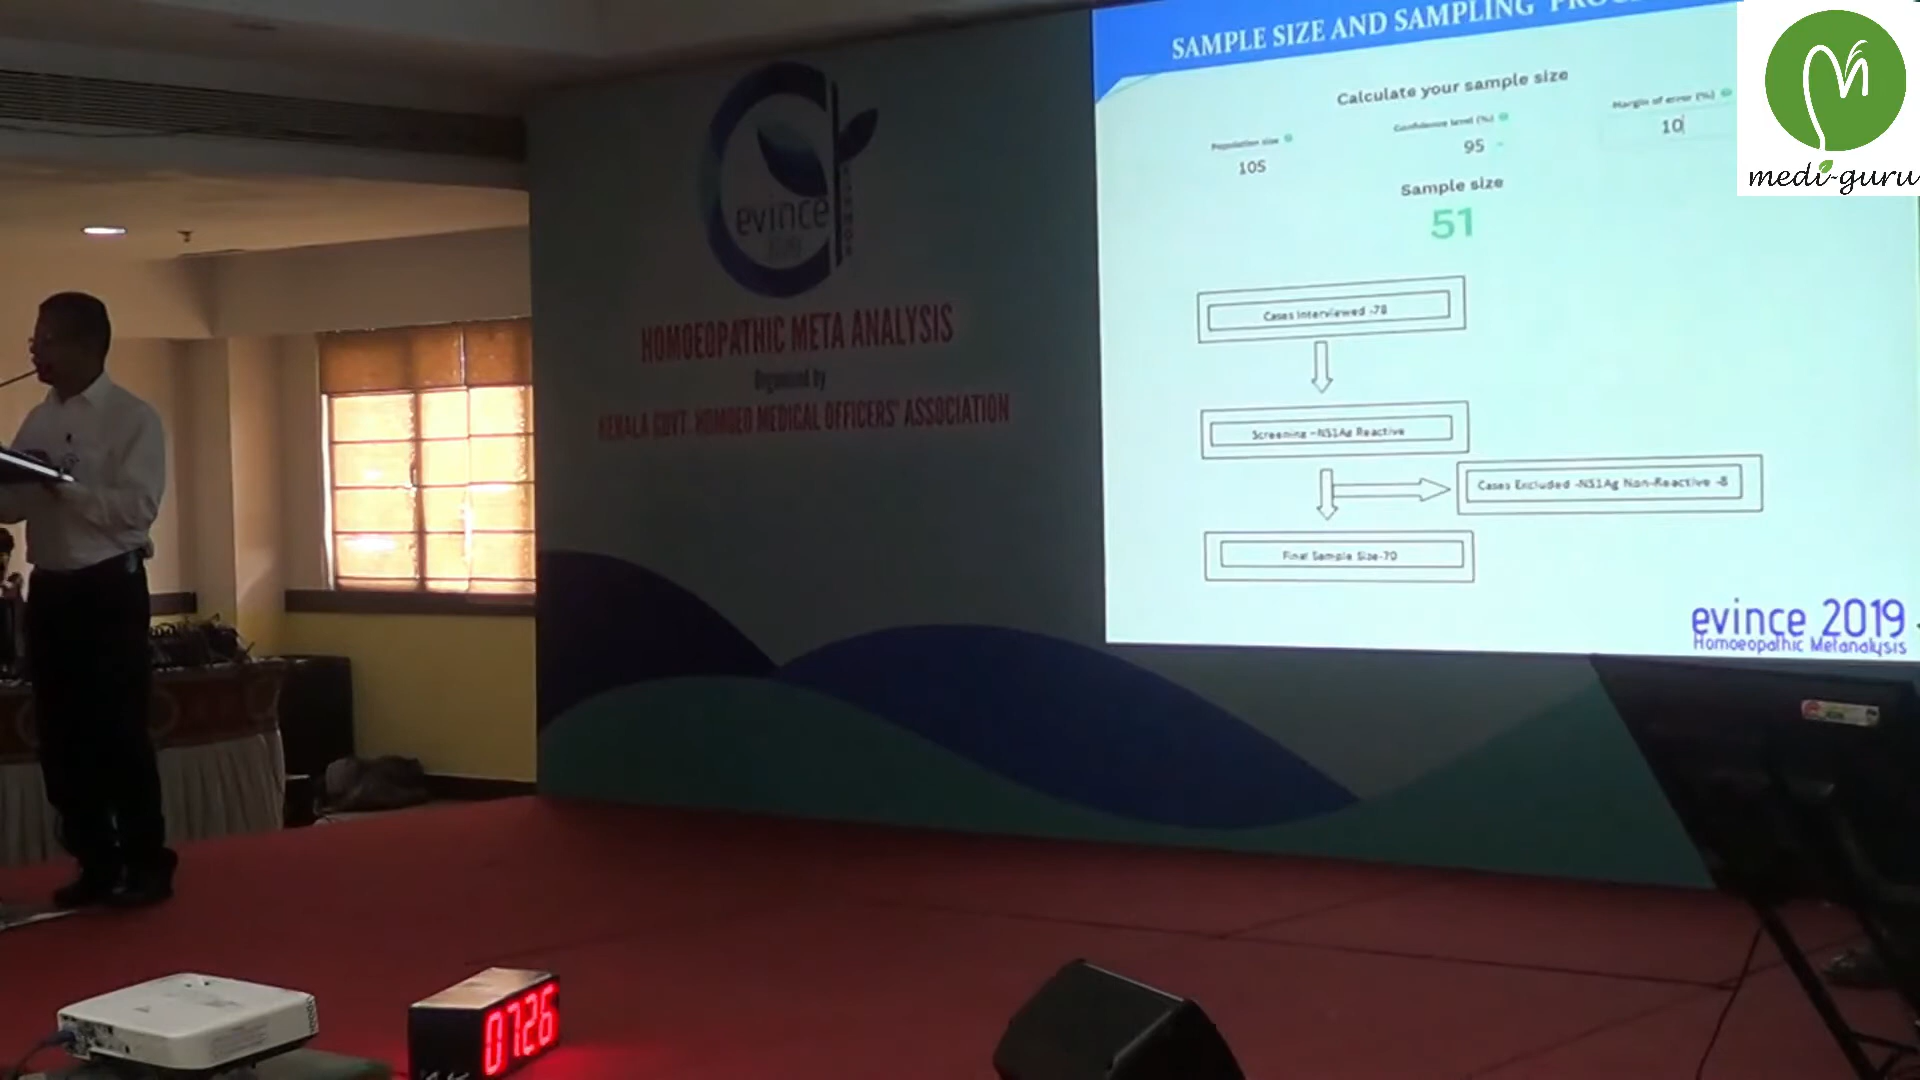 SAMPLE SIZE AND SAMPLING
Calculate your sample size
Population size
105
Confidence level (%)
95
Margin of error (%)
10
Sample size
51
Cases Interviewed -78
Screening -NS1Ag Reactive
Cases Excluded -NS1Ag Non-Reactive -8
Final Sample Size-70
evince 2019
Homoeopathic Metanalysis
medi-guru
evince
HOMOEOPATHIC META ANALYSIS
Organised by
KERALA GOVT. HOMOEO MEDICAL OFFICERS' ASSOCIATION
07:26